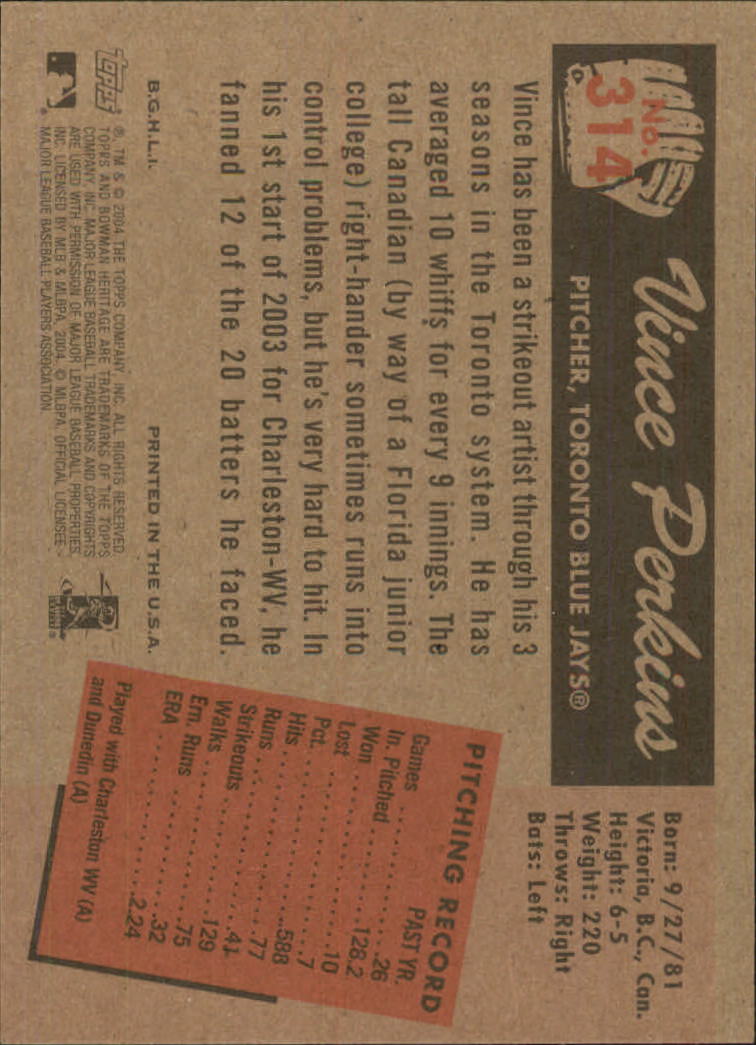 No.
314
Vince Perkins
PITCHER, TORONTO BLUE JAYS®
Born: 9/27/81
Victoria, B.C., Can.
Height: 6-5
Weight: 220
Throws: Right
Bats: Left
Vince has been a strikeout artist through his 3
seasons in the Toronto system. He has
averaged 10 whiffs for every 9 innings. The
tall Canadian (by way of a Florida junior
college) right-hander sometimes runs into
control problems, but he's very hard to hit. In
his 1st start of 2003 for Charleston-WV, he
fanned 12 of the 20 batters he faced.
PITCHING RECORD
PAST YR.
Games . . . . . . . . . . . . .26
In. Pitched . . . . . . . .128.2
Won . . . . . . . . . . . . . .10
Lost . . . . . . . . . . . . . . .7
Pct. . . . . . . . . . . . . .588
Hits . . . . . . . . . . . . . .77
Runs . . . . . . . . . . . . . .41
Strikeouts . . . . . . . . .129
Walks . . . . . . . . . . . . .75
Ern. Runs . . . . . . . . . .32
ERA . . . . . . . . . . . . .2.24
Played with Charleston WV (A)
and Dunedin (A)
B.G.H.L.I. PRINTED IN THE U.S.A.
TOPPS
®, TM & © 2004 THE TOPPS COMPANY, INC. ALL RIGHTS RESERVED.
TOPPS AND BOWMAN HERITAGE ARE TRADEMARKS OF THE TOPPS
COMPANY, INC. MAJOR LEAGUE BASEBALL TRADEMARKS AND COPYRIGHTS
ARE USED WITH PERMISSION OF MAJOR LEAGUE BASEBALL PROPERTIES,
INC. LICENSED BY MLB & MLBPA, 2004. © MLBPA. OFFICIAL LICENSEE -
MAJOR LEAGUE BASEBALL PLAYERS ASSOCIATION.